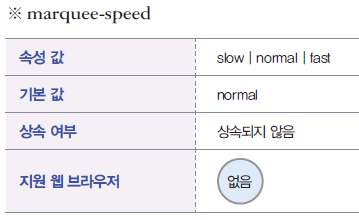 ※ marquee-speed
속성 값 slow | normal | fast
기본 값 normal
상속 여부 상속되지 않음
지원 웹 브라우저 없음